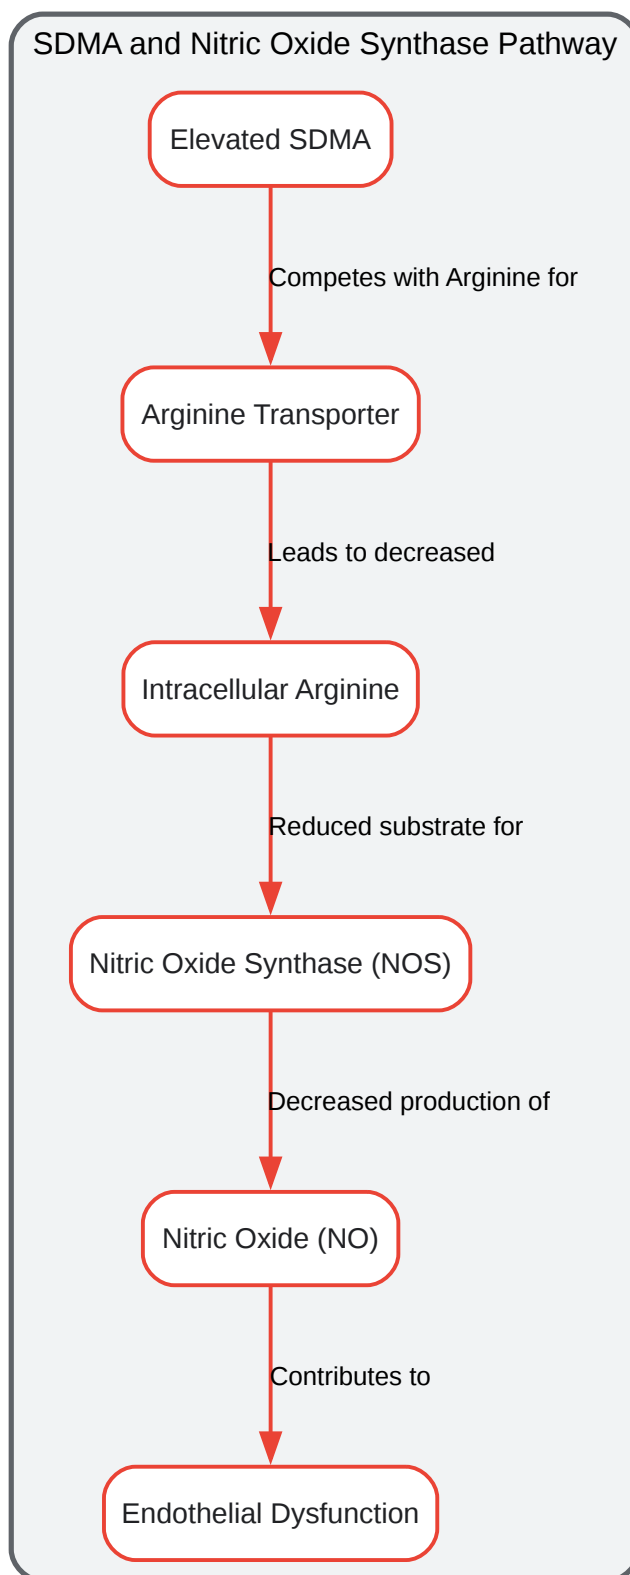 SDMA and Nitric Oxide Synthase Pathway
Elevated SDMA
Competes with Arginine for
Arginine Transporter
Leads to decreased
Intracellular Arginine
Reduced substrate for
Nitric Oxide Synthase (NOS)
Decreased production of
Nitric Oxide (NO)
Contributes to
Endothelial Dysfunction